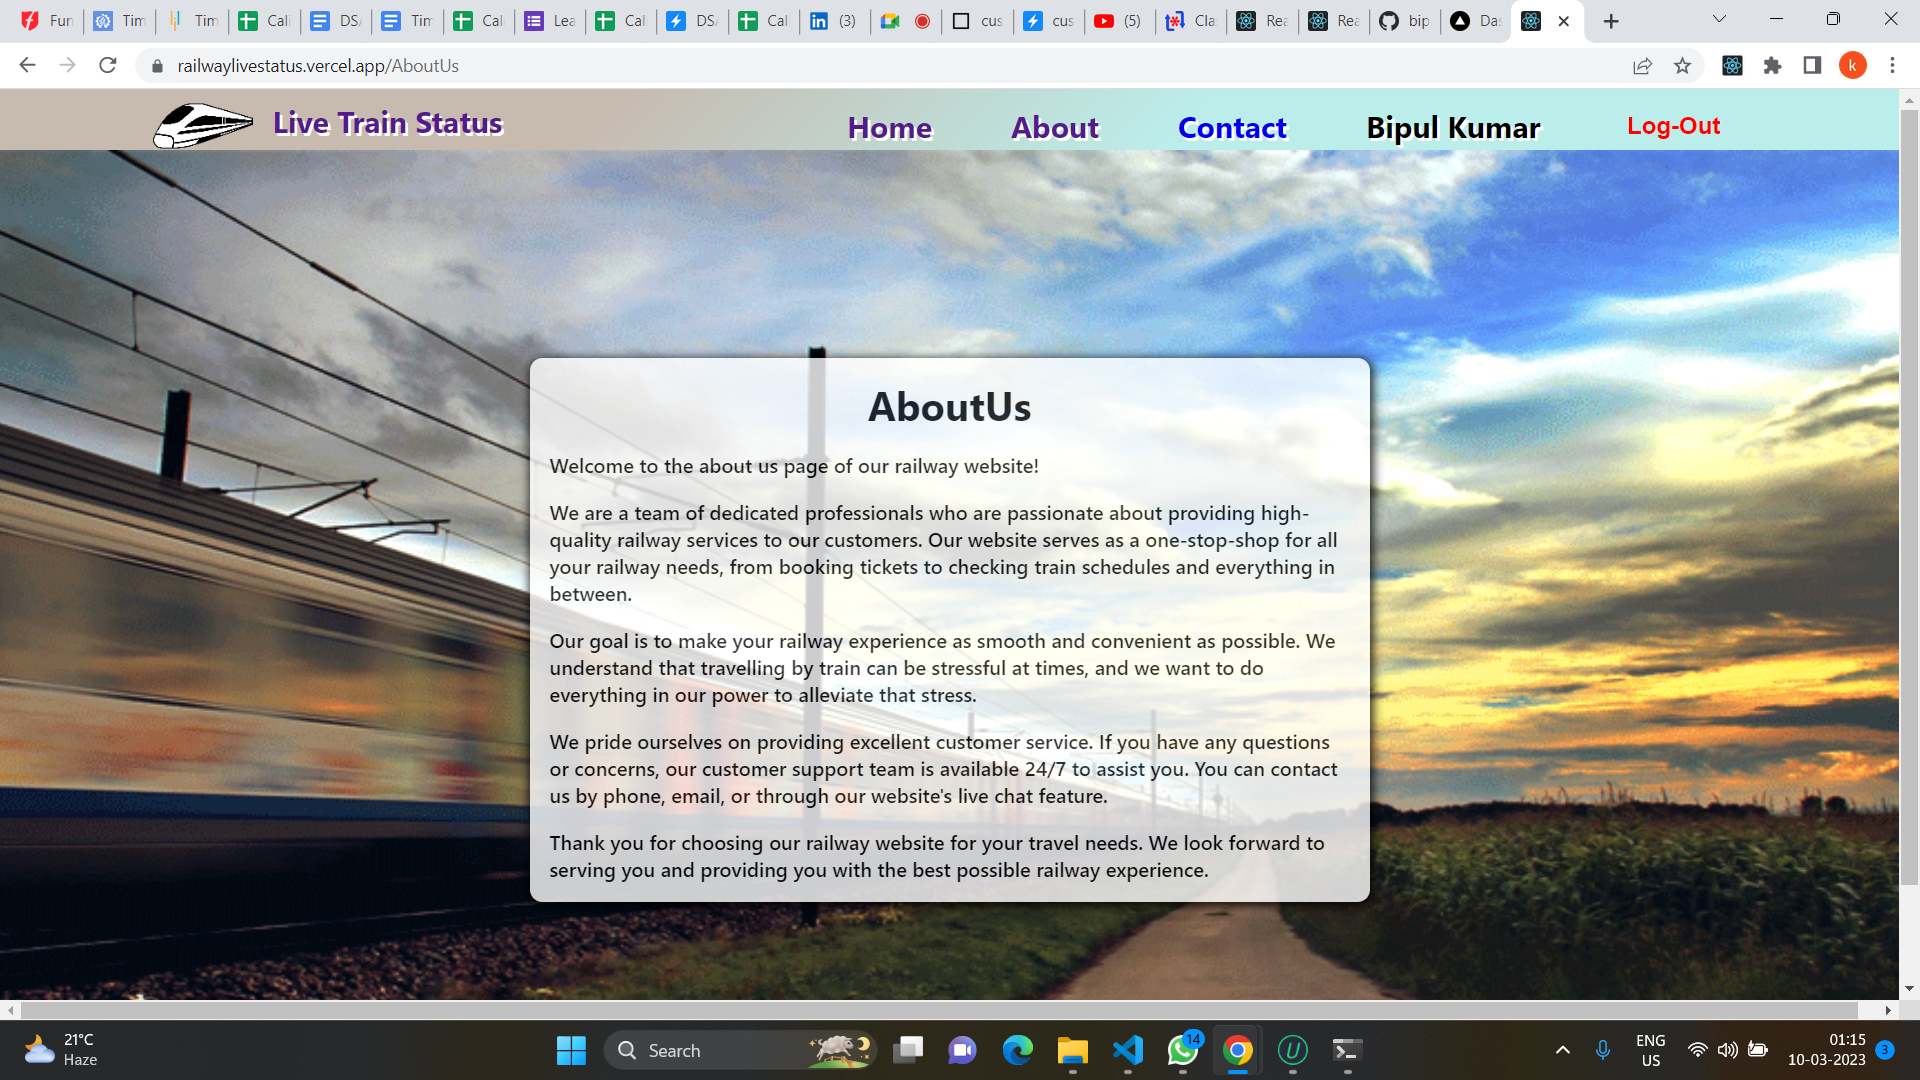 Fun
Tim
Tim
Cali
DSA
Tim
Cal
Lea
Cal
DSA
Cal
(3)
cus
cus
(5)
Cla
Rea
Rea
bip
Das
railwaylivestatus.vercel.app/AboutUs
k
Live Train Status
Home
About
Contact
Bipul Kumar
Log-Out
AboutUs
Welcome to the about us page of our railway website!
We are a team of dedicated professionals who are passionate about providing high-
quality railway services to our customers. Our website serves as a one-stop-shop for all
your railway needs, from booking tickets to checking train schedules and everything in
between.
Our goal is to make your railway experience as smooth and convenient as possible. We
understand that travelling by train can be stressful at times, and we want to do
everything in our power to alleviate that stress.
We pride ourselves on providing excellent customer service. If you have any questions
or concerns, our customer support team is available 24/7 to assist you. You can contact
us by phone, email, or through our website's live chat feature.
Thank you for choosing our railway website for your travel needs. We look forward to
serving you and providing you with the best possible railway experience.
21°C
Haze
Search
14
ENG
US
01:15
10-03-2023
3